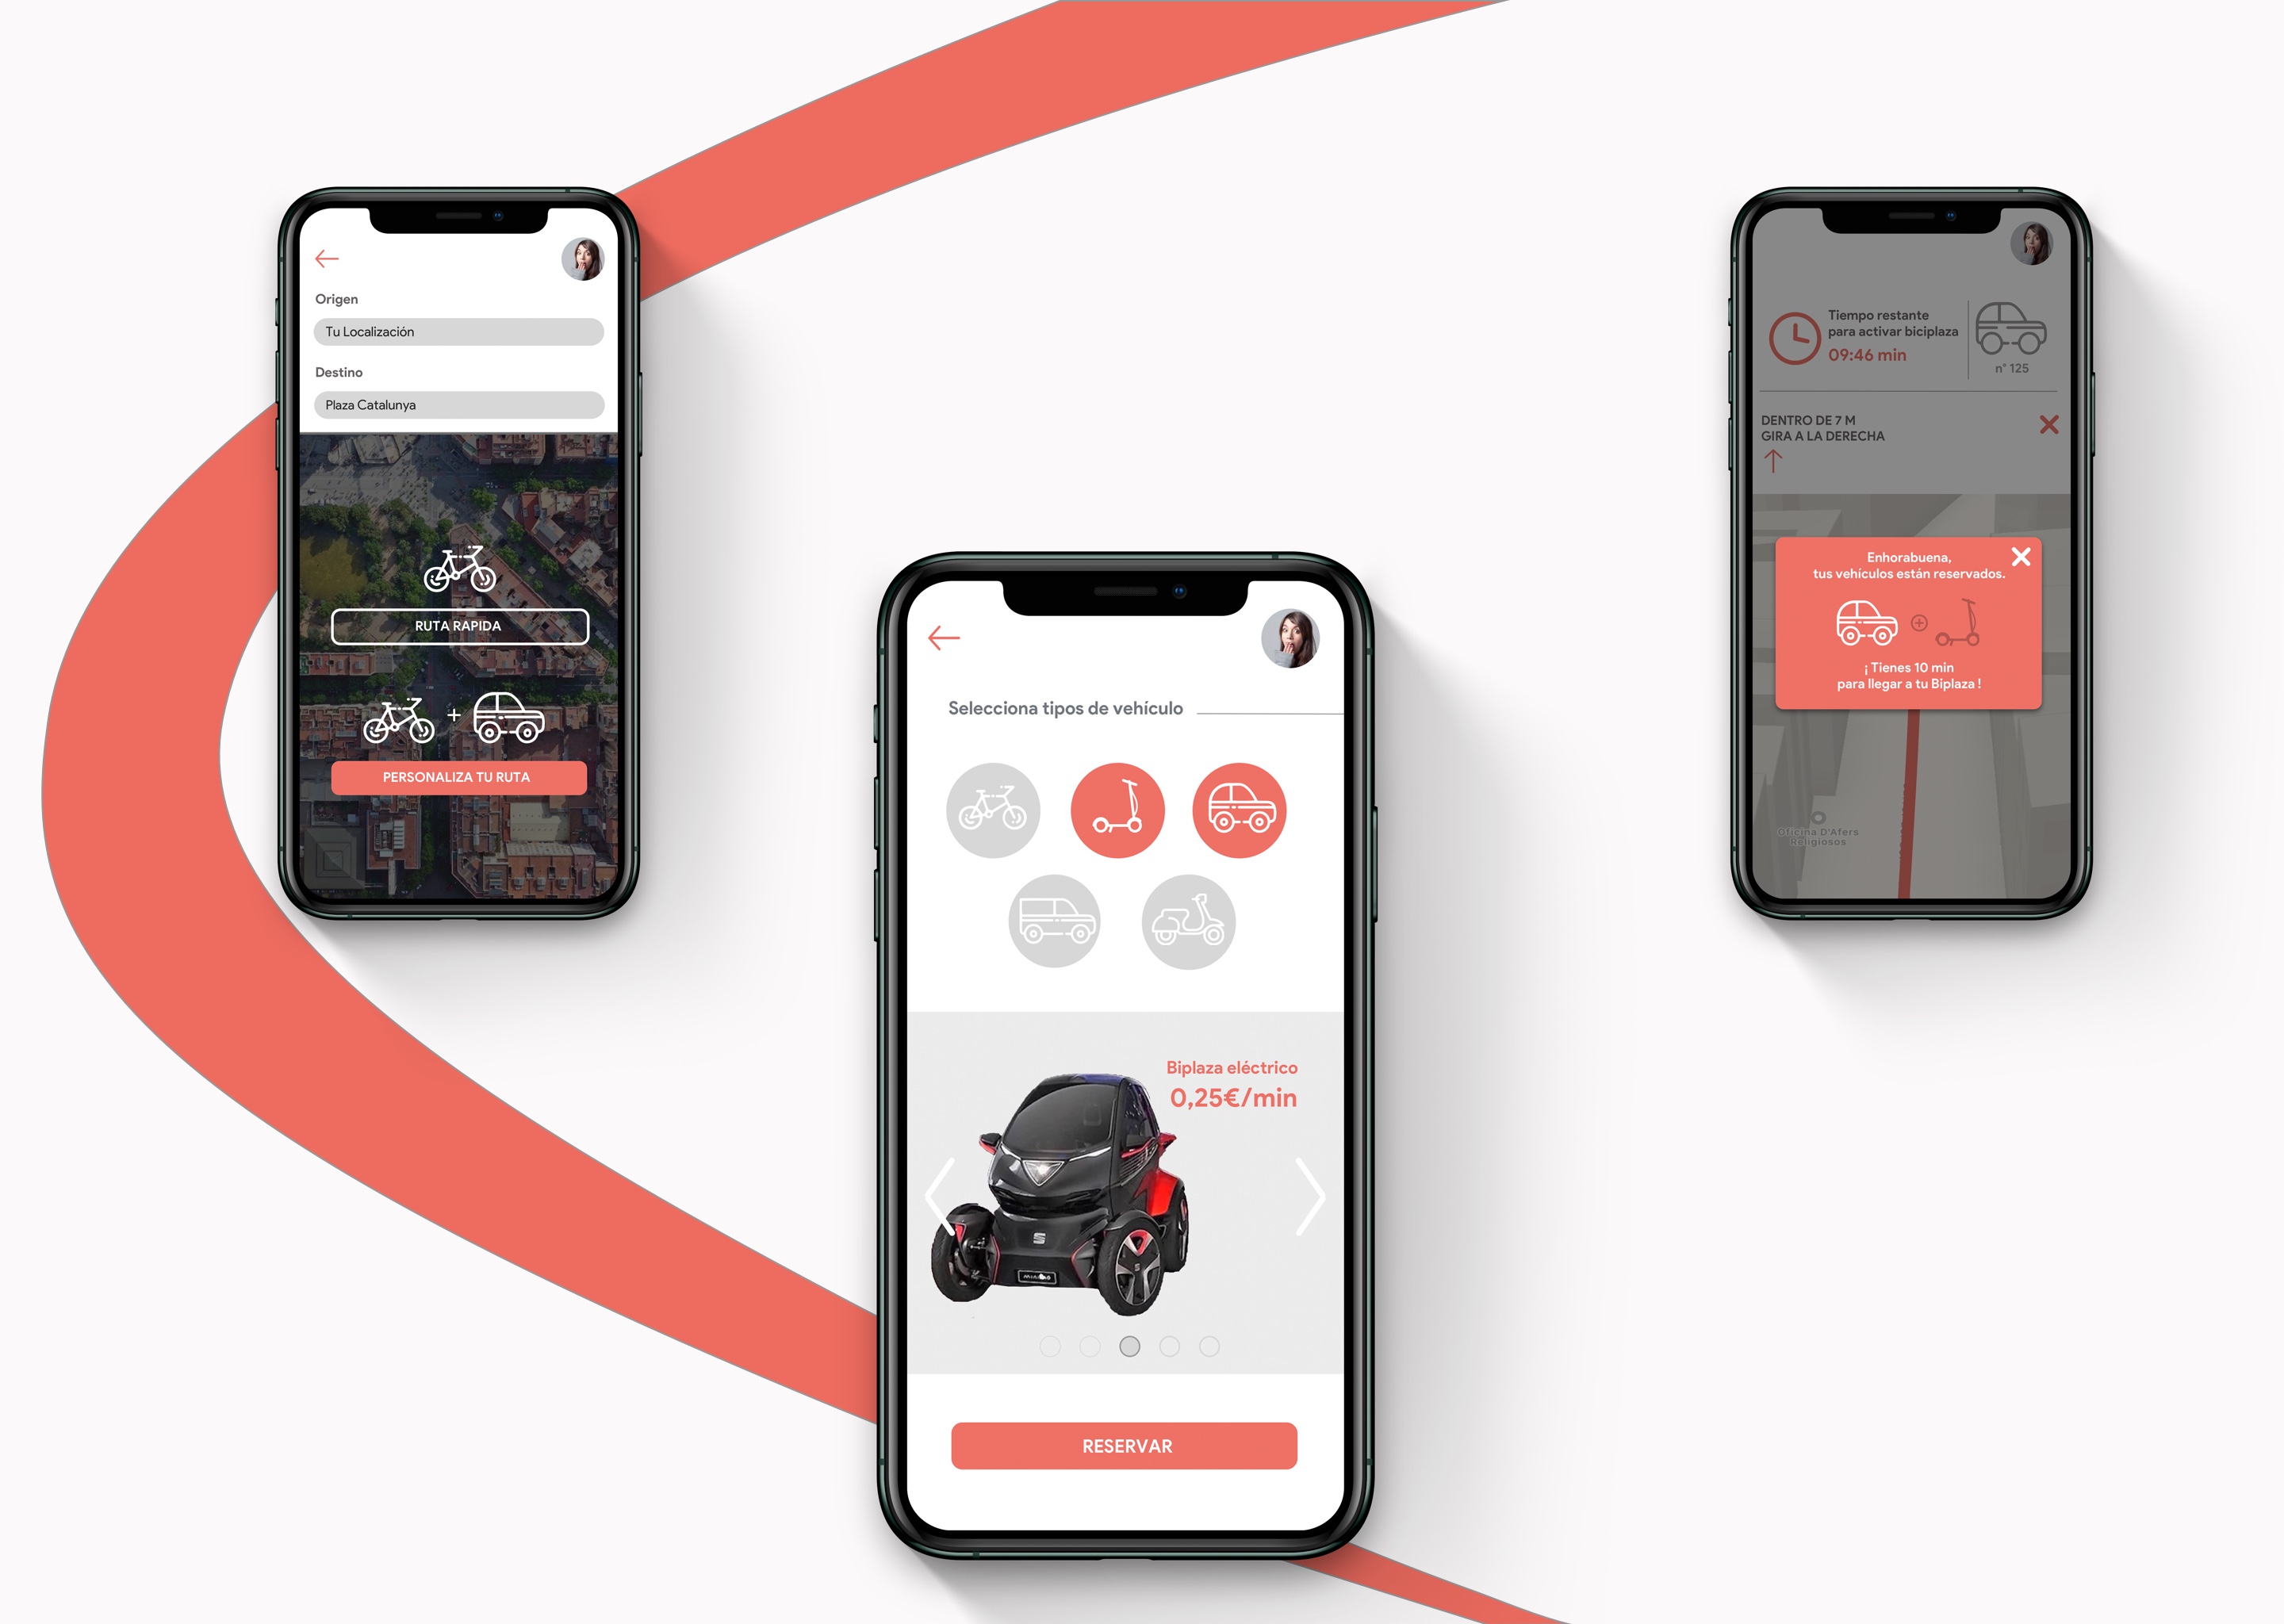 Origen
Tu Localización
Destino
Plaza Catalunya
RUTA RAPIDA
+
PERSONALIZA TU RUTA
Selecciona tipos de vehículo
Biplaza eléctrico
0,25€/min
RESERVAR
Tiempo restante
para activar biciplaza
09:46 min
n° 125
DENTRO DE 7 M
GIRA A LA DERECHA
Enhorabuena,
tus vehículos están reservados.
¡ Tienes 10 min
para llegar a tu Biplaza !
Oficina D'Afers
Religiosos